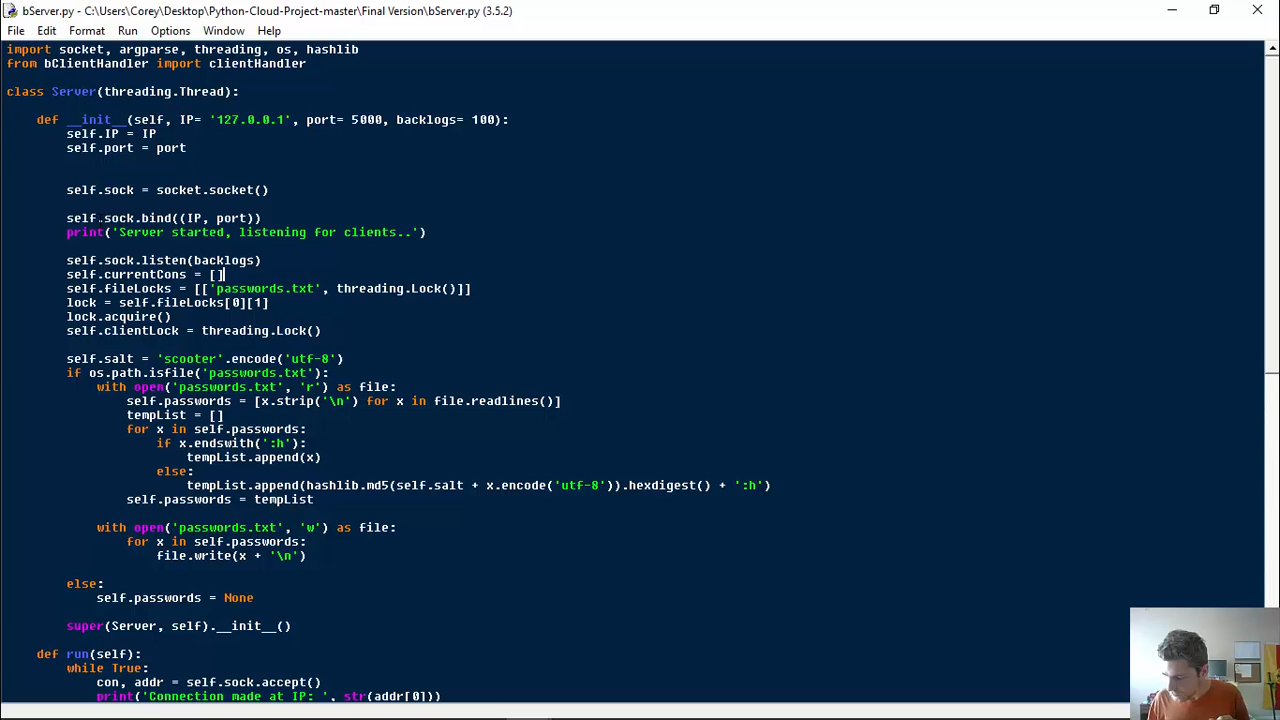 bServer.py - C:\Users\Corey\Desktop\Python-Cloud-Project-master\Final Version\bServer.py (3.5.2)
File Edit Format Run Options Window Help
import socket, argparse, threading, os, hashlib
from bClientHandler import clientHandler
class Server(threading.Thread):
def __init__(self, IP= '127.0.0.1', port= 5000, backlogs= 100):
self.IP = IP
self.port = port
self.sock = socket.socket()
self.sock.bind((IP, port))
print('Server started, listening for clients..')
self.sock.listen(backlogs)
self.currentCons = []
self.fileLocks = [['passwords.txt', threading.Lock()]]
lock = self.fileLocks[0][1]
lock.acquire()
self.clientLock = threading.Lock()
self.salt = 'scooter'.encode('utf-8')
if os.path.isfile('passwords.txt'):
with open('passwords.txt', 'r') as file:
self.passwords = [x.strip('\n') for x in file.readlines()]
tempList = []
for x in self.passwords:
if x.endswith(':h'):
tempList.append(x)
else:
tempList.append(hashlib.md5(self.salt + x.encode('utf-8')).hexdigest() + ':h')
self.passwords = tempList
with open('passwords.txt', 'w') as file:
for x in self.passwords:
file.write(x + '\n')
else:
self.passwords = None
super(Server, self).__init__()
def run(self):
while True:
con, addr = self.sock.accept()
print('Connection made at IP: ', str(addr[0]))